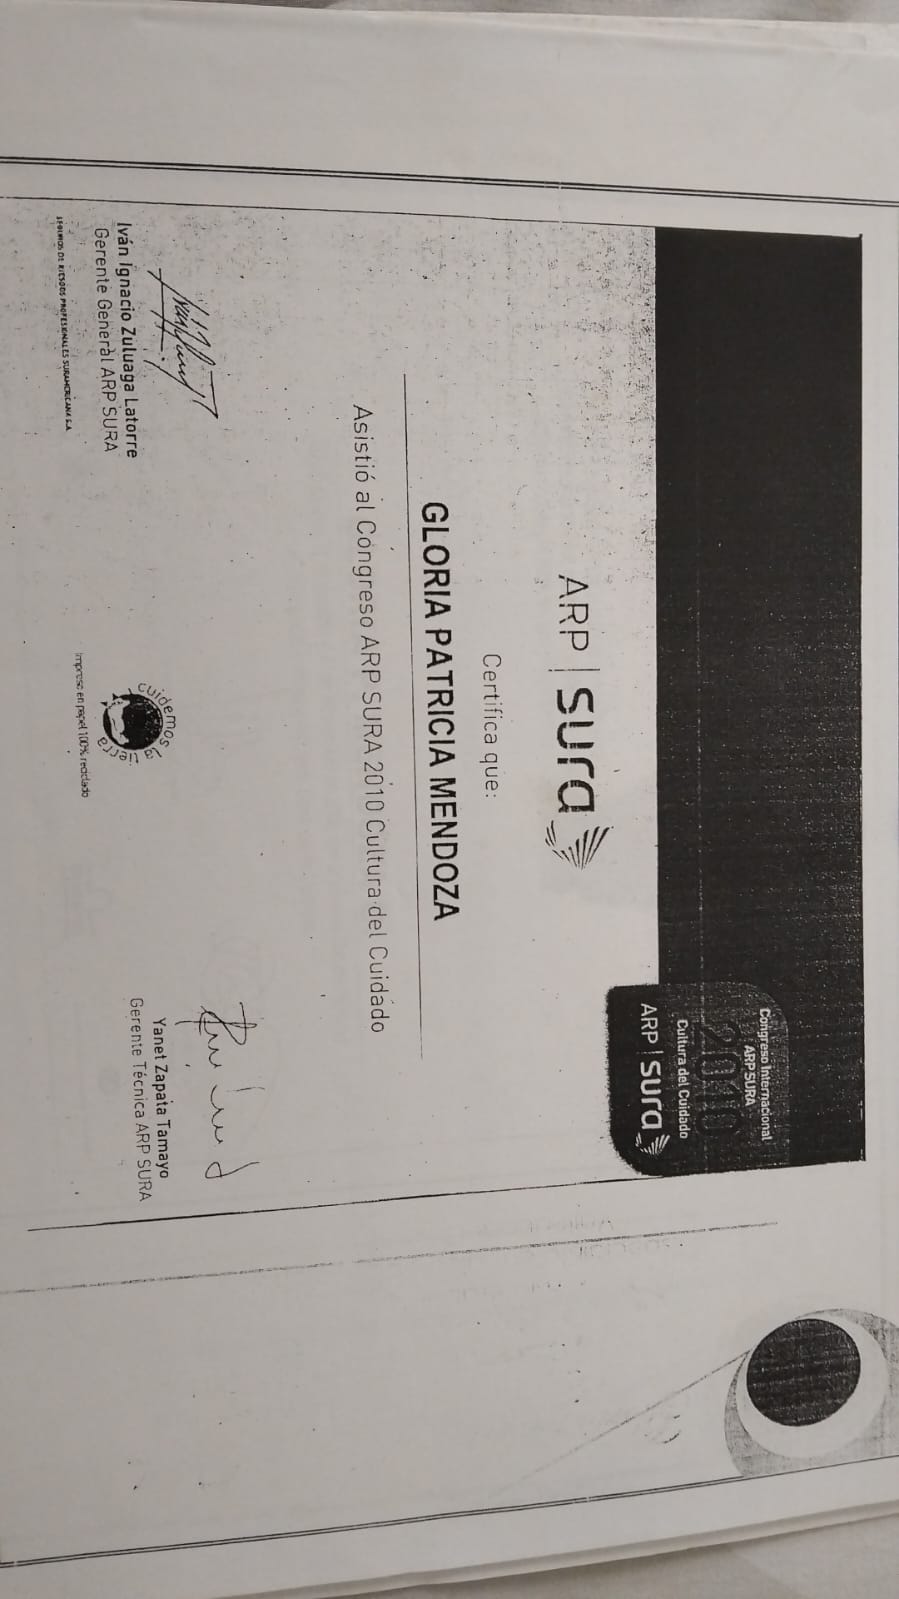 Congreso Internacional
ARP SURA
2010
Cultura del Cuidado
ARP sura
ARP sura
Certifica que:
GLORIA PATRICIA MENDOZA
Asistió al Congreso ARP SURA 2010 Cultura del Cuidado
Iván Ignacio Zuluaga Latorre
Gerente General ARP SURA
SEGUROS DE RIESGOS PROFESIONALES SURAMERICANA S.A.
cuidemos la tierra
Impreso en papel 100% reciclado
Yanet Zapata Tamayo
Gerente Técnica ARP SURA